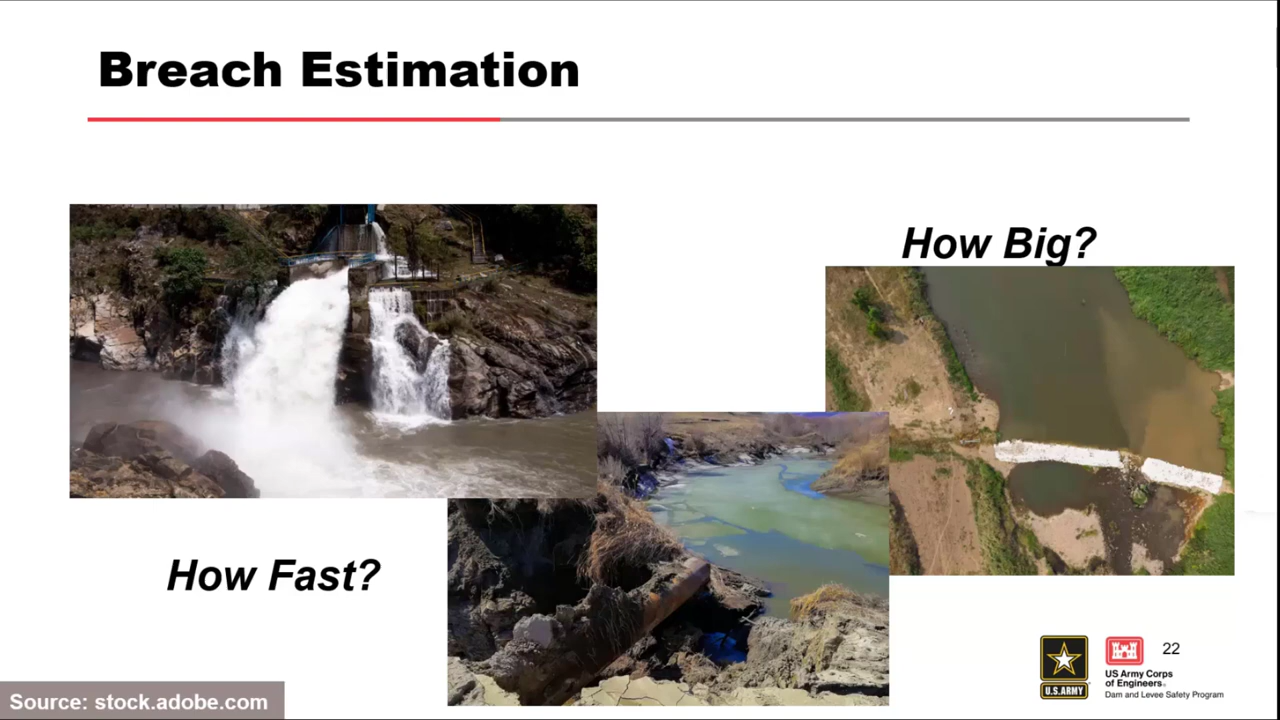 Breach Estimation
How Big?
How Fast?
22
U.S.ARMY
US Army Corps
of Engineers®
Dam and Levee Safety Program
Source: stock.adobe.com